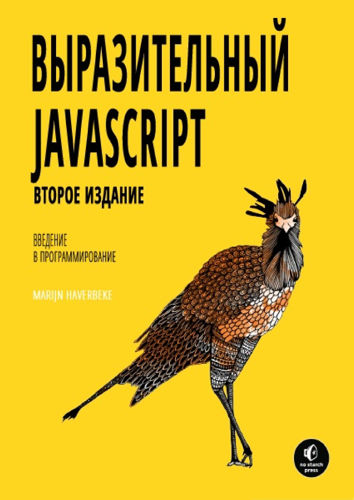 ВЫРАЗИТЕЛЬНЫЙ
JAVASCRIPT
ВТОРОЕ ИЗДАНИЕ
ВВЕДЕНИЕ
В ПРОГРАММИРОВАНИЕ
MARIJN HAVERBEKE
no starch
press